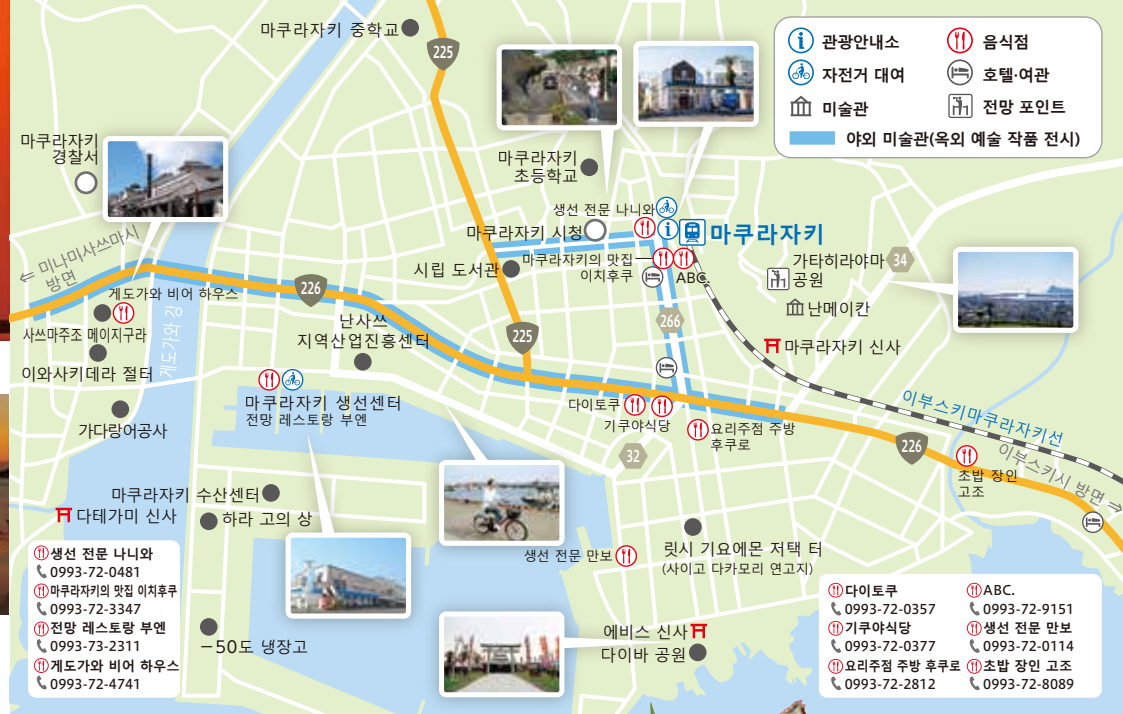 마쿠라자키 중학교
225
관광안내소
음식점
자전거 대여
호텔·여관
미술관
전망 포인트
야외 미술관(옥외 예술 작품 전시)
마쿠라자키
경찰서
마쿠라자키
초등학교
생선 전문 나니와
마쿠라자키 시청
마쿠라자키
마쿠라자키의 맛집
이치후쿠
ABC.
시립 도서관
가타히라야마
공원
34
난메이칸
⇐ 미나미사쓰마시
방면
게도가와 비어 하우스
226
사쓰마주조 메이지구라
이와사키데라 절터
게도가와 강
난사쓰
지역산업진흥센터
225
266
마쿠라자키 신사
마쿠라자키 생선센터
전망 레스토랑 부엔
가다랑어공사
다이토쿠
기쿠야식당
요리주점 주방
후쿠로
32
이부스키마쿠라자키선
226
이부스키시 방면 ⇒
초밥 장인
고조
마쿠라자키 수산센터
다테가미 신사
하라 고의 상
생선 전문 만보
릿시 기요에몬 저택 터
(사이고 다카모리 연고지)
에비스 신사
다이바 공원
-50도 냉장고
생선 전문 나니와
0993-72-0481
마쿠라자키의 맛집 이치후쿠
0993-72-3347
전망 레스토랑 부엔
0993-73-2311
게도가와 비어 하우스
0993-72-4741
다이토쿠
0993-72-0357
기쿠야식당
0993-72-0377
요리주점 주방 후쿠로
0993-72-2812
ABC.
0993-72-9151
생선 전문 만보
0993-72-0114
초밥 장인 고조
0993-72-8089